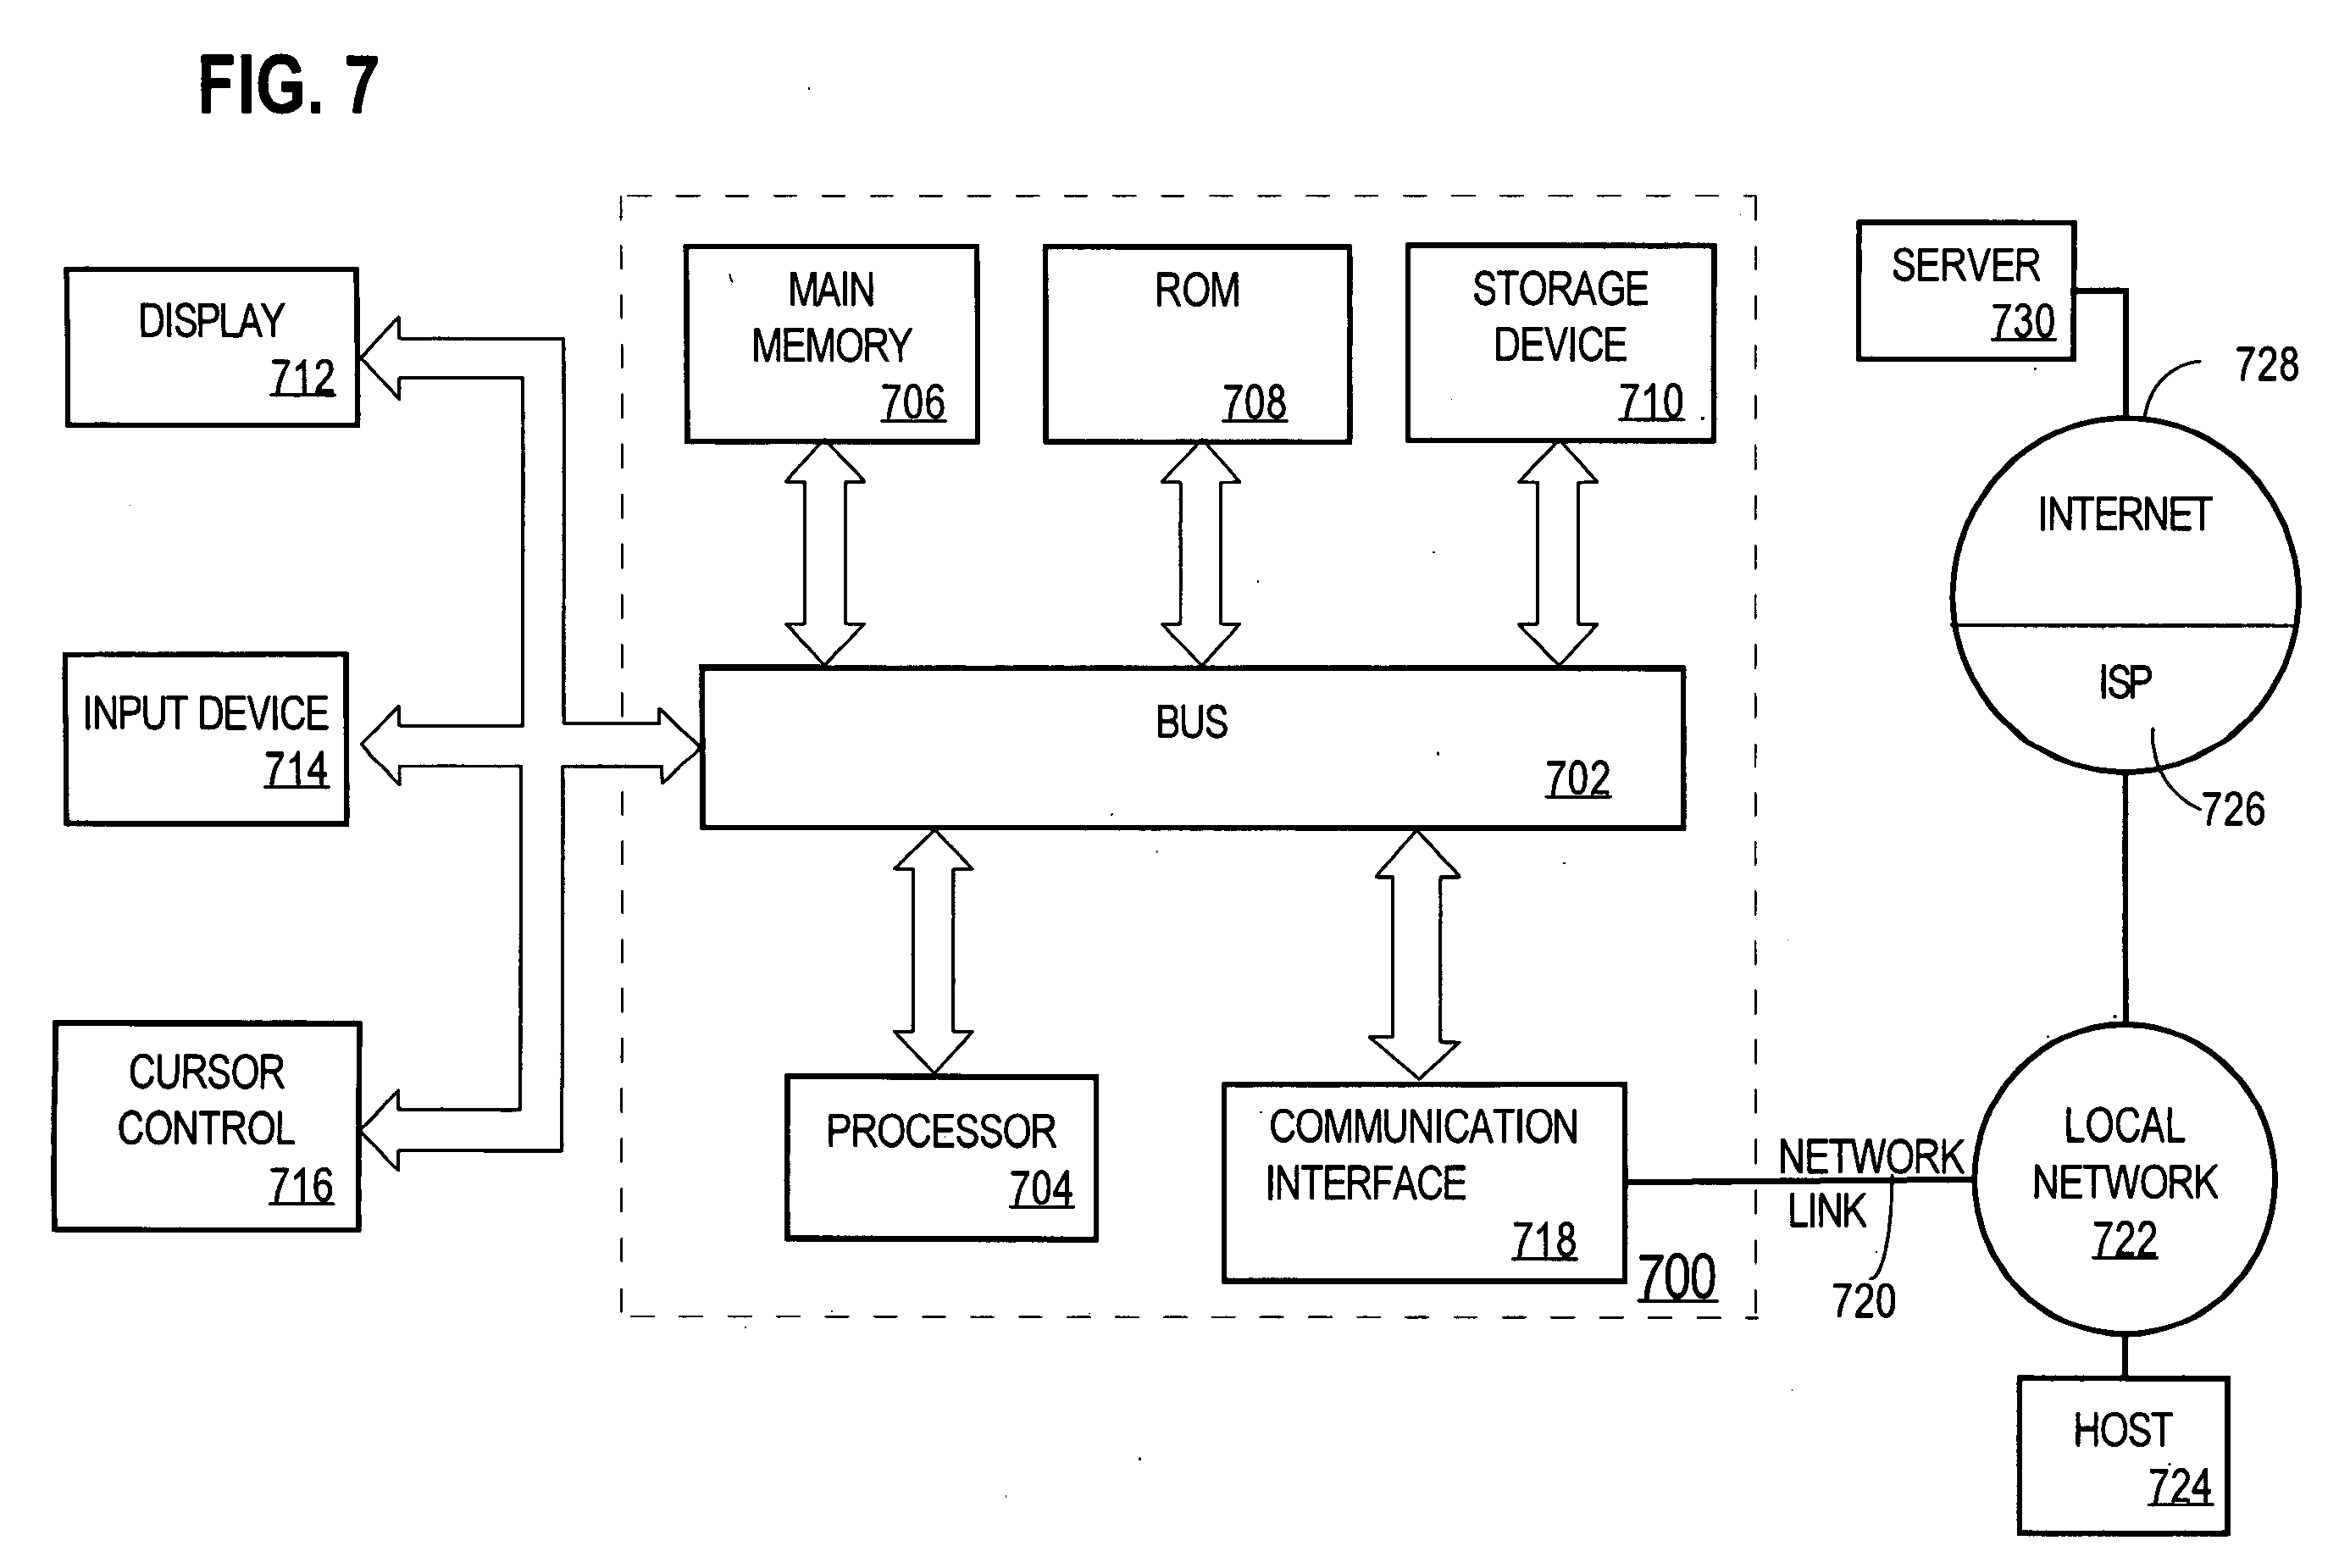 FIG. 7
DISPLAY
712
INPUT DEVICE
714
CURSOR
CONTROL
716
MAIN
MEMORY
706
ROM
708
STORAGE
DEVICE
710
BUS
702
PROCESSOR
704
COMMUNICATION
INTERFACE
718
700
SERVER
730
728
INTERNET
ISP
726
NETWORK
LINK
720
LOCAL
NETWORK
722
HOST
724